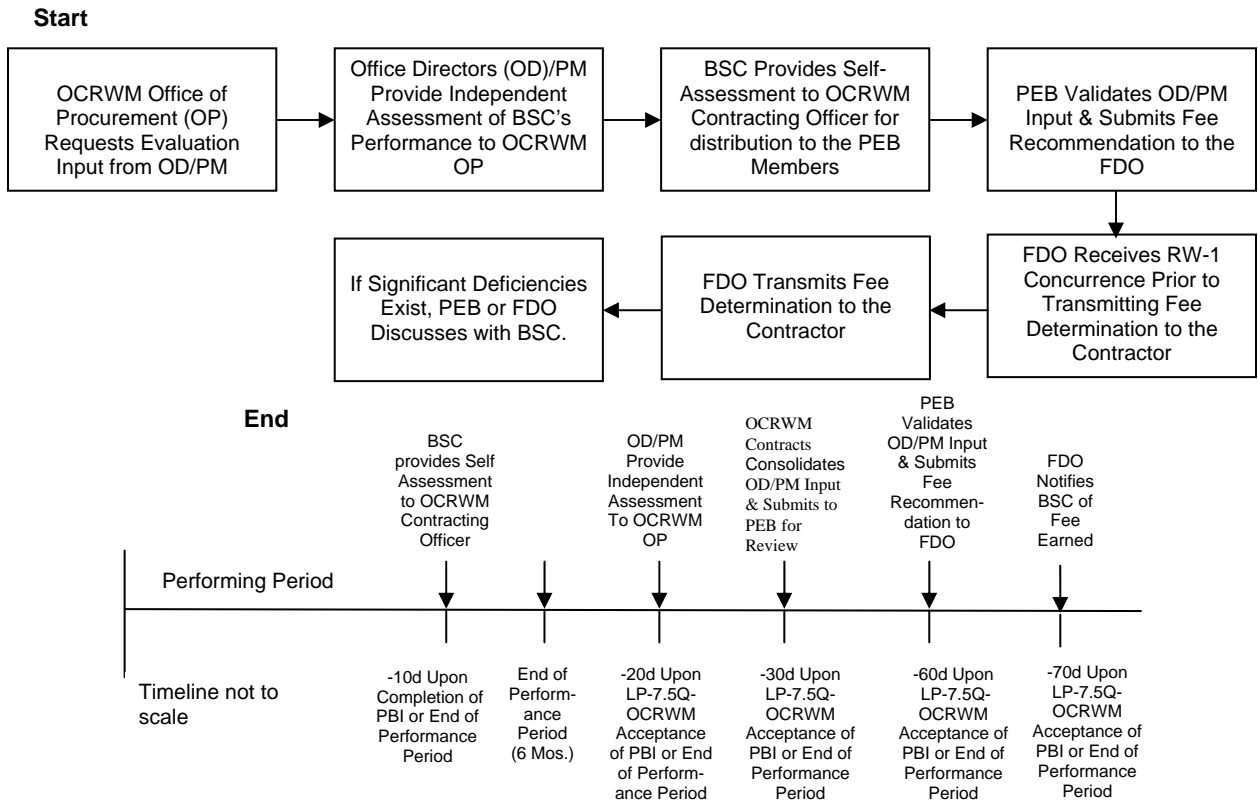 Start
OCRWM Office of
Procurement (OP)
Requests Evaluation
Input from OD/PM
Office Directors (OD)/PM
Provide Independent
Assessment of BSC's
Performance to OCRWM
OP
BSC Provides Self-
Assessment to OCRWM
Contracting Officer for
distribution to the PEB
Members
PEB Validates OD/PM
Input & Submits Fee
Recommendation to the
FDO
If Significant Deficiencies
Exist, PEB or FDO
Discusses with BSC.
FDO Transmits Fee
Determination to the
Contractor
FDO Receives RW-1
Concurrence Prior to
Transmitting Fee
Determination to the
Contractor
End
BSC
provides Self
Assessment
to OCRWM
Contracting
Officer
OD/PM
Provide
Independent
Assessment
To OCRWM
OP
OCRWM
Contracts
Consolidates
OD/PM Input
& Submits to
PEB for
Review
PEB
Validates
OD/PM Input
& Submits
Fee
Recommen-
dation to
FDO
FDO
Notifies
BSC of
Fee
Earned
Performing Period
Timeline not to
scale
-10d Upon
Completion of
PBI or End of
Performance
Period
End of
Perform-
ance
Period
(6 Mos.)
-20d Upon
LP-7.5Q-
OCRWM
Acceptance
of PBI or End
of Perform-
ance Period
-30d Upon
LP-7.5Q-
OCRWM
Acceptance of
PBI or End of
Performance
Period
-60d Upon
LP-7.5Q-
OCRWM
Acceptance of
PBI or End of
Performance
Period
-70d Upon
LP-7.5Q-
OCRWM
Acceptance of
PBI or End of
Performance
Period